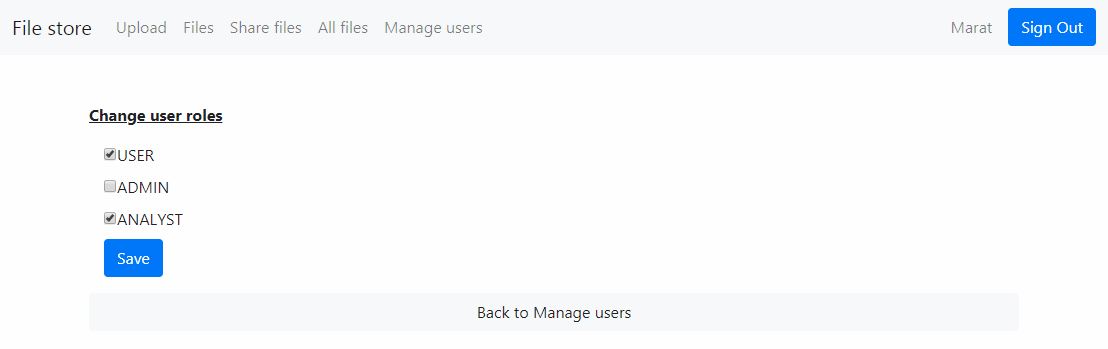 File store Upload Files Share files All files Manage users Marat Sign Out
Change user roles
USER
ADMIN
ANALYST
Save
Back to Manage users